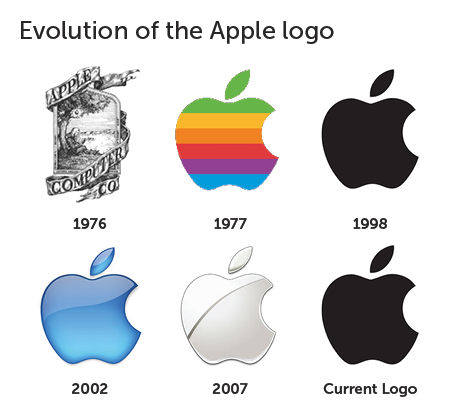 Evolution of the Apple logo
APPLE
COMPUTER
CO.
1976
1977
1998
2002
2007
Current Logo